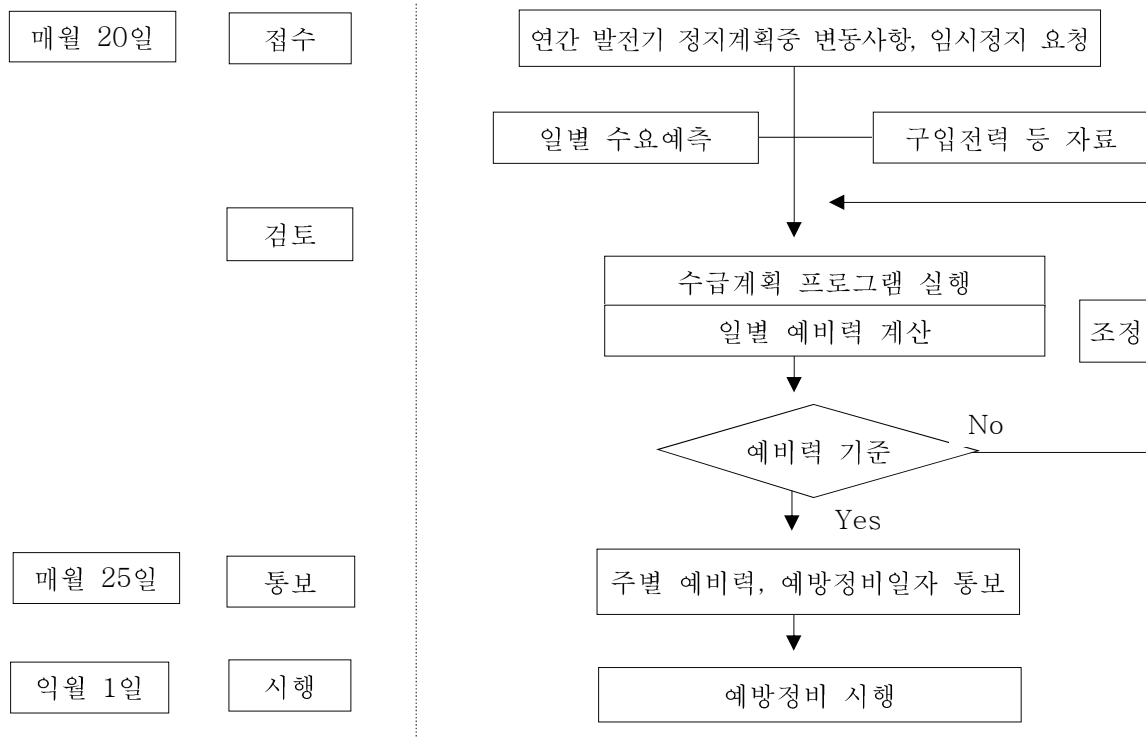 매월 20일
접수
연간 발전기 정지계획중 변동사항, 임시정지 요청
일별 수요예측
구입전력 등 자료
검토
수급계획 프로그램 실행
일별 예비력 계산
조정
예비력 기준
No
Yes
매월 25일
통보
주별 예비력, 예방정비일자 통보
익월 1일
시행
예방정비 시행